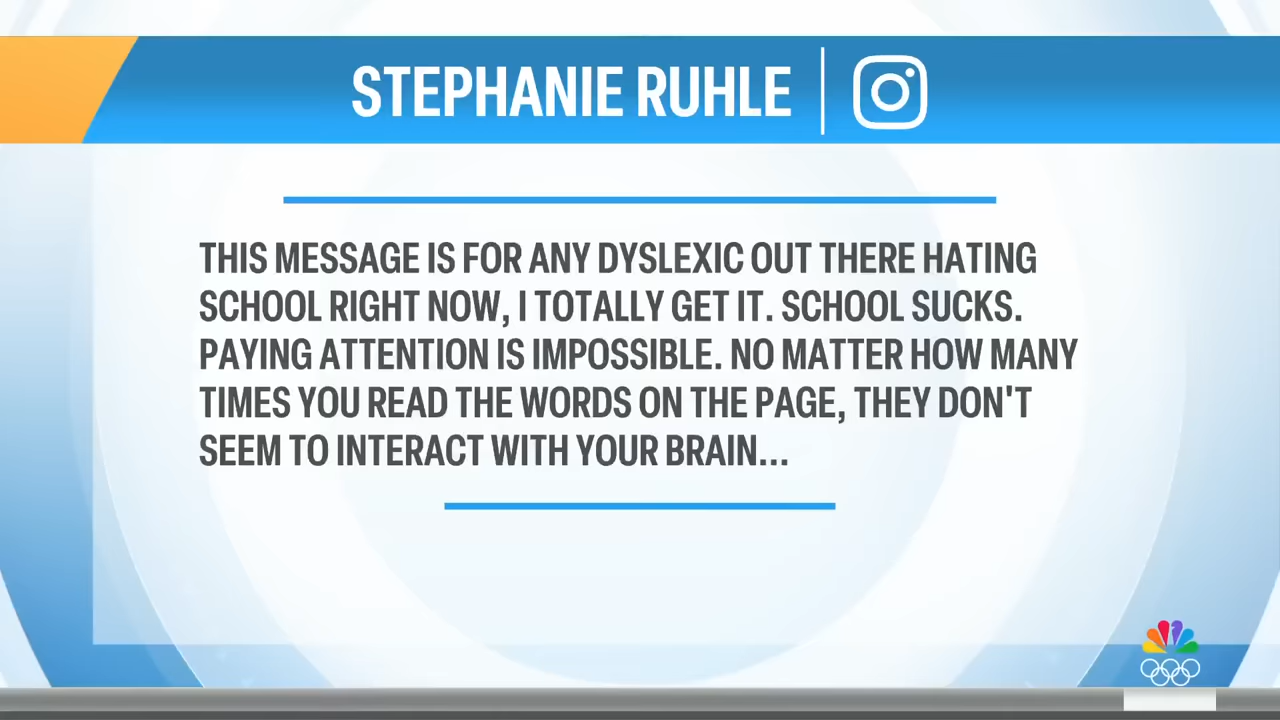 STEPHANIE RUHLE
THIS MESSAGE IS FOR ANY DYSLEXIC OUT THERE HATING
SCHOOL RIGHT NOW, I TOTALLY GET IT. SCHOOL SUCKS.
PAYING ATTENTION IS IMPOSSIBLE. NO MATTER HOW MANY
TIMES YOU READ THE WORDS ON THE PAGE, THEY DON'T
SEEM TO INTERACT WITH YOUR BRAIN...